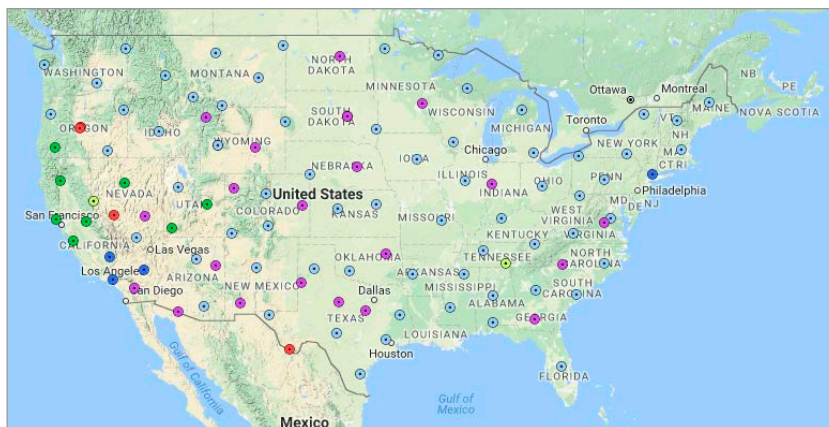 WASHINGTON
MONTANA
NORTH
DAKOTA
MINNESOTA
Ottawa
Montreal
NB
PE
MAINE
NOVA SCOTIA
OREGON
IDAHO
SOUTH
DAKOTA
WISCONSIN
MICHIGAN
Toronto
VT
NH
WYOMING
NEW YORK
MA
CT RI
NEBRASKA
IOWA
Chicago
ILLINOIS
INDIANA
OHIO
PENN
Philadelphia
NEVADA
UTAH
COLORADO
United States
KANSAS
MISSOURI
WEST
VIRGINIA
MD
DE
NJ
San Francisco
KENTUCKY
VIRGINIA
CALIFORNIA
Las Vegas
OKLAHOMA
TENNESSEE
NORTH
CAROLINA
Los Angeles
ARIZONA
NEW MEXICO
ARKANSAS
MISSISSIPPI
San Diego
Dallas
ALABAMA
SOUTH
CAROLINA
TEXAS
LOUISIANA
GEORGIA
Houston
FLORIDA
Gulf of California
Gulf of
Mexico
Mexico